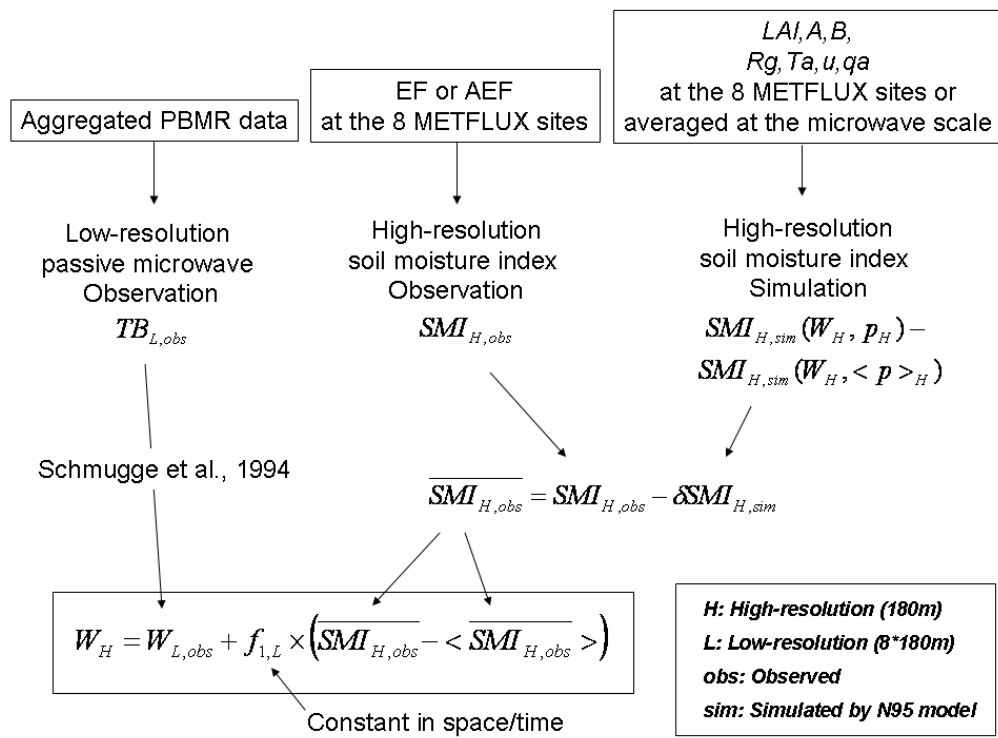 Aggregated PBMR data
EF or AEF
at the 8 METFLUX sites
LAI, A, B,
Rg, Ta, u, qa
at the 8 METFLUX sites or
averaged at the microwave scale
Low-resolution
passive microwave
Observation
TB_{L,obs}
High-resolution
soil moisture index
Observation
SMI_{H,obs}
High-resolution
soil moisture index
Simulation
SMI_{H,sim}(W_H, p_H) −
SMI_{H,sim}(W_H, < p >_H)
Schmugge et al., 1994
\overline{SMI_{H,obs}} = SMI_{H,obs} − δSMI_{H,sim}
W_H = W_{L,obs} + f_{1,L} × (\overline{SMI_{H,obs}} − < \overline{SMI_{H,obs}} >)
Constant in space/time
H: High-resolution (180m)
L: Low-resolution (8*180m)
obs: Observed
sim: Simulated by N95 model